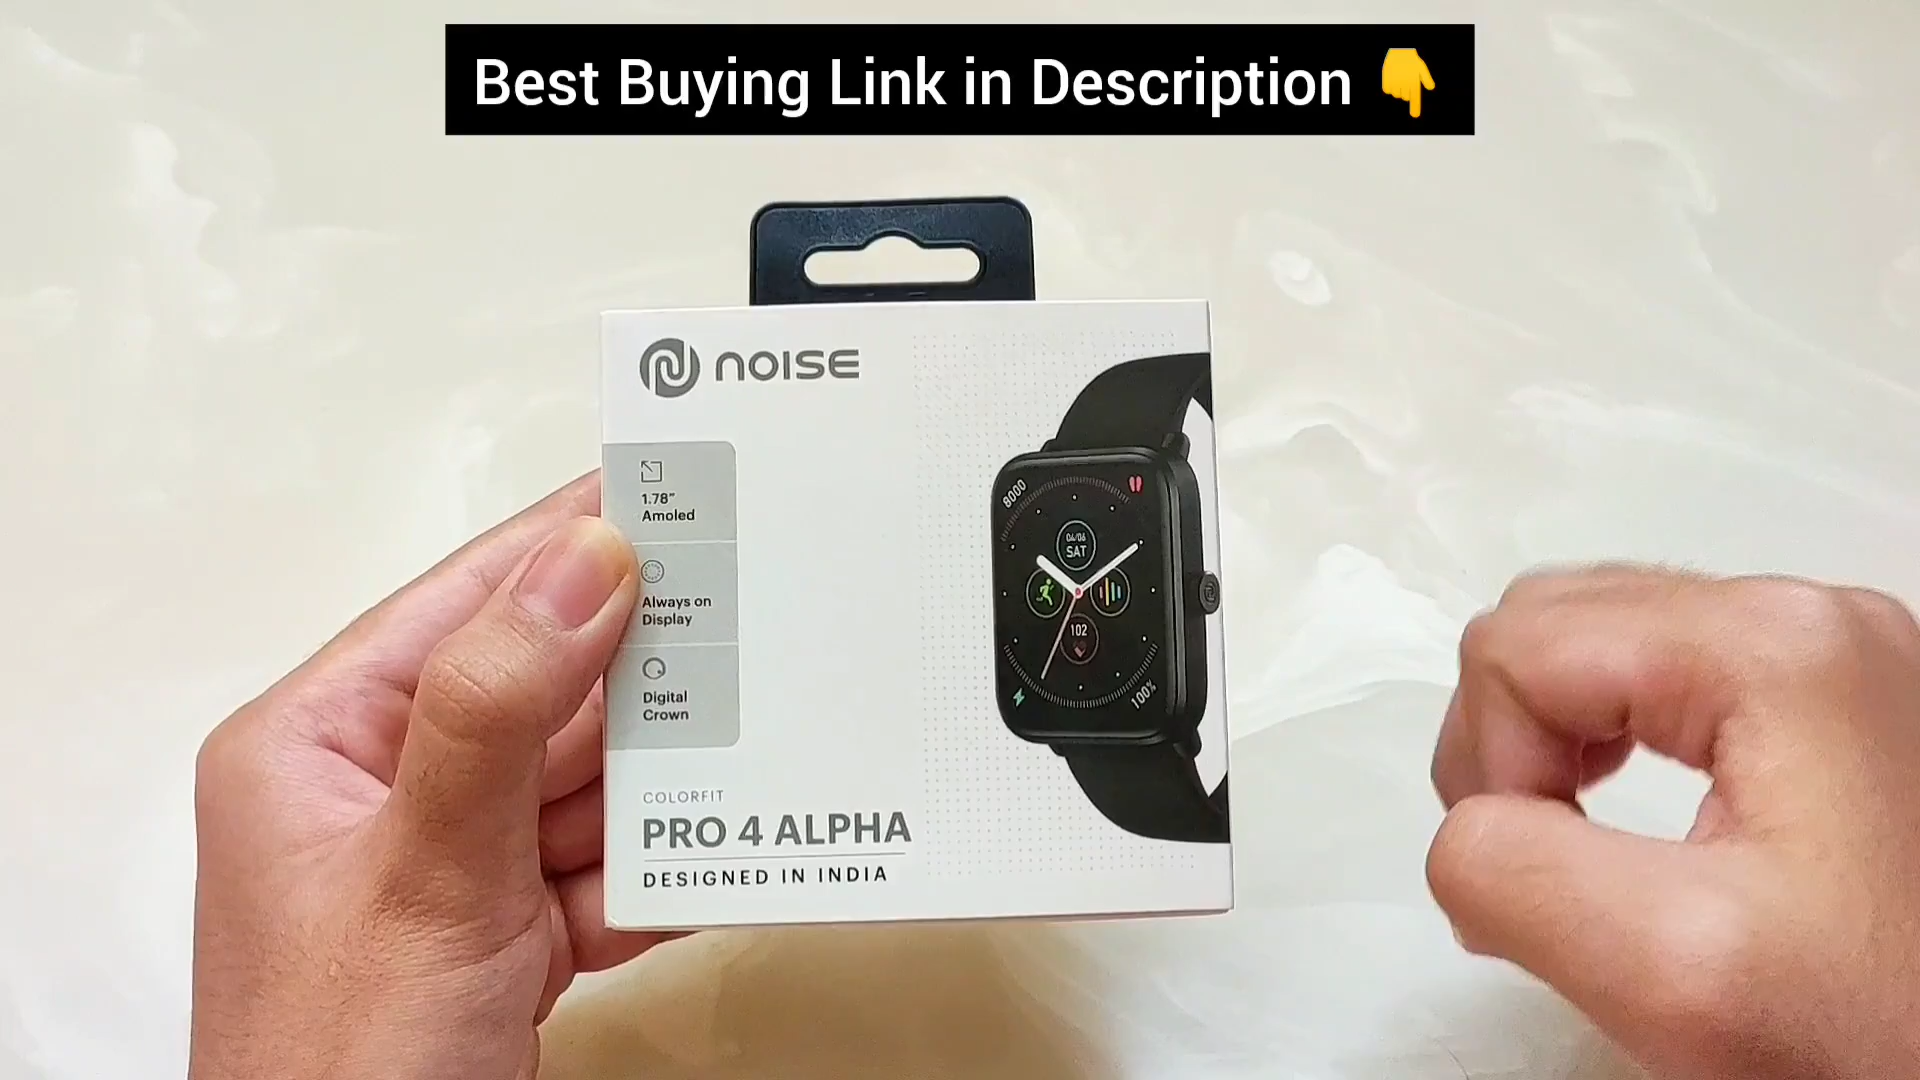 Best Buying Link in Description 👇
NOISE
1.78"
Amoled
Always on
Display
Digital
Crown
8000
04/06
SAT
102
100%
COLORFIT
PRO 4 ALPHA
DESIGNED IN INDIA